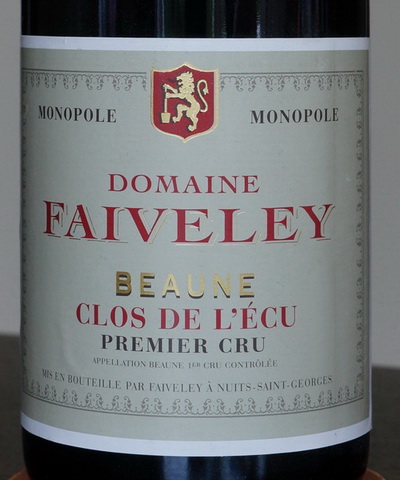 MONOPOLE MONOPOLE
DOMAINE
FAIVELEY
BEAUNE
CLOS DE L'ÉCU
PREMIER CRU
APPELLATION BEAUNE 1ER CRU CONTRÔLÉE
MIS EN BOUTEILLE PAR FAIVELEY À NUITS-SAINT-GEORGES